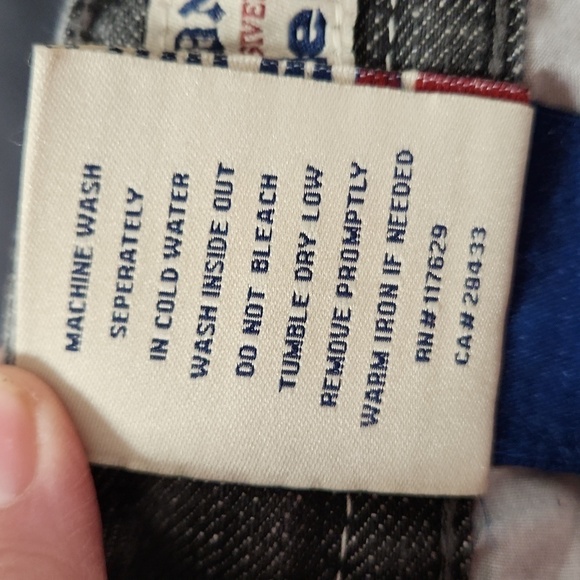 MACHINE WASH
SEPERATELY
IN COLD WATER
WASH INSIDE OUT
DO NOT BLEACH
TUMBLE DRY LOW
REMOVE PROMPTLY
WARM IRON IF NEEDED
RN#117629
CA#29433